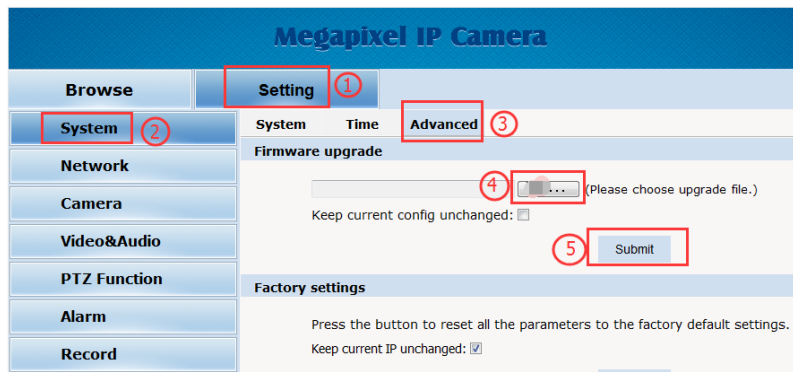 Megapixel IP Camera
Browse Setting 1
System 2 System Time Advanced 3
Firmware upgrade
Network
4 ... (Please choose upgrade file.)
Camera
Keep current config unchanged:
Video&Audio
5 Submit
PTZ Function
Factory settings
Alarm
Press the button to reset all the parameters to the factory default settings.
Record
Keep current IP unchanged: